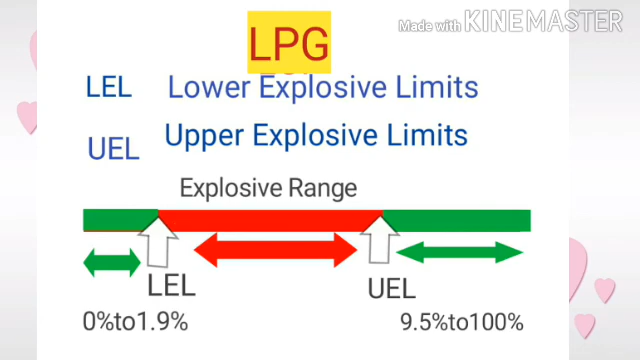 Made with KINEMASTER
LPG
LEL Lower Explosive Limits
UEL Upper Explosive Limits
Explosive Range
LEL UEL
0%to1.9% 9.5%to100%